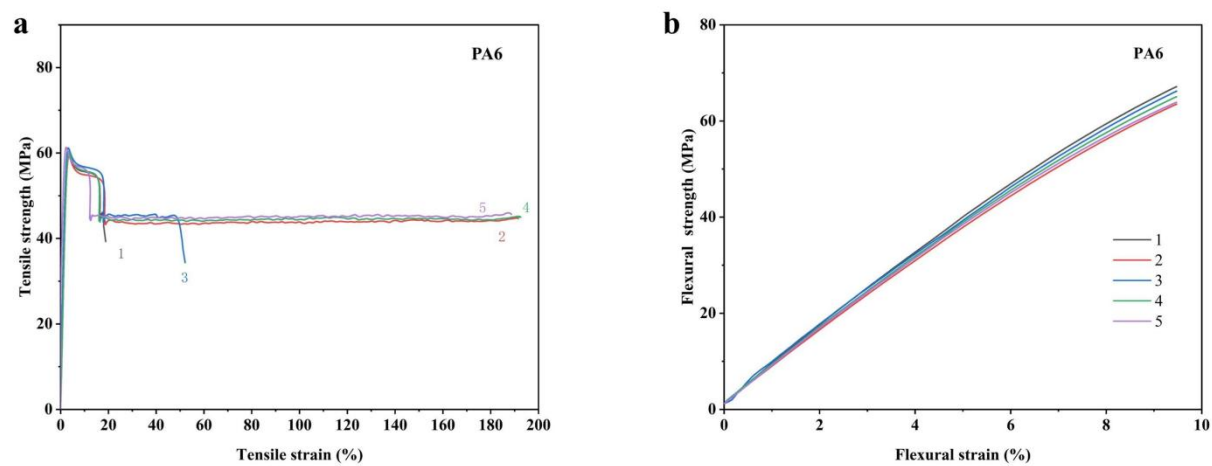 a
PA6
80
60
40
20
0
Tensile strength (MPa)
1
2
3
4
5
0 20 40 60 80 100 120 140 160 180 200
Tensile strain (%)
b
PA6
80
60
40
20
0
Flexural strength (MPa)
1
2
3
4
5
0 2 4 6 8 10
Flexural strain (%)